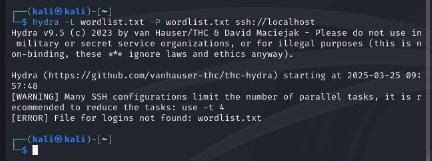 ┌──(kali㉿kali)-[~]
└─$ hydra -L wordlist.txt -P wordlist.txt ssh://localhost
Hydra v9.5 (c) 2023 by van Hauser/THC & David Maciejak - Please do not use in
 military or secret service organizations, or for illegal purposes (this is n
on-binding, these *** ignore laws and ethics anyway).

Hydra (https://github.com/vanhauser-thc/thc-hydra) starting at 2025-03-25 09:
57:48
[WARNING] Many SSH configurations limit the number of parallel tasks, it is r
ecommended to reduce the tasks: use -t 4
[ERROR] File for logins not found: wordlist.txt

┌──(kali㉿kali)-[~]
└─$